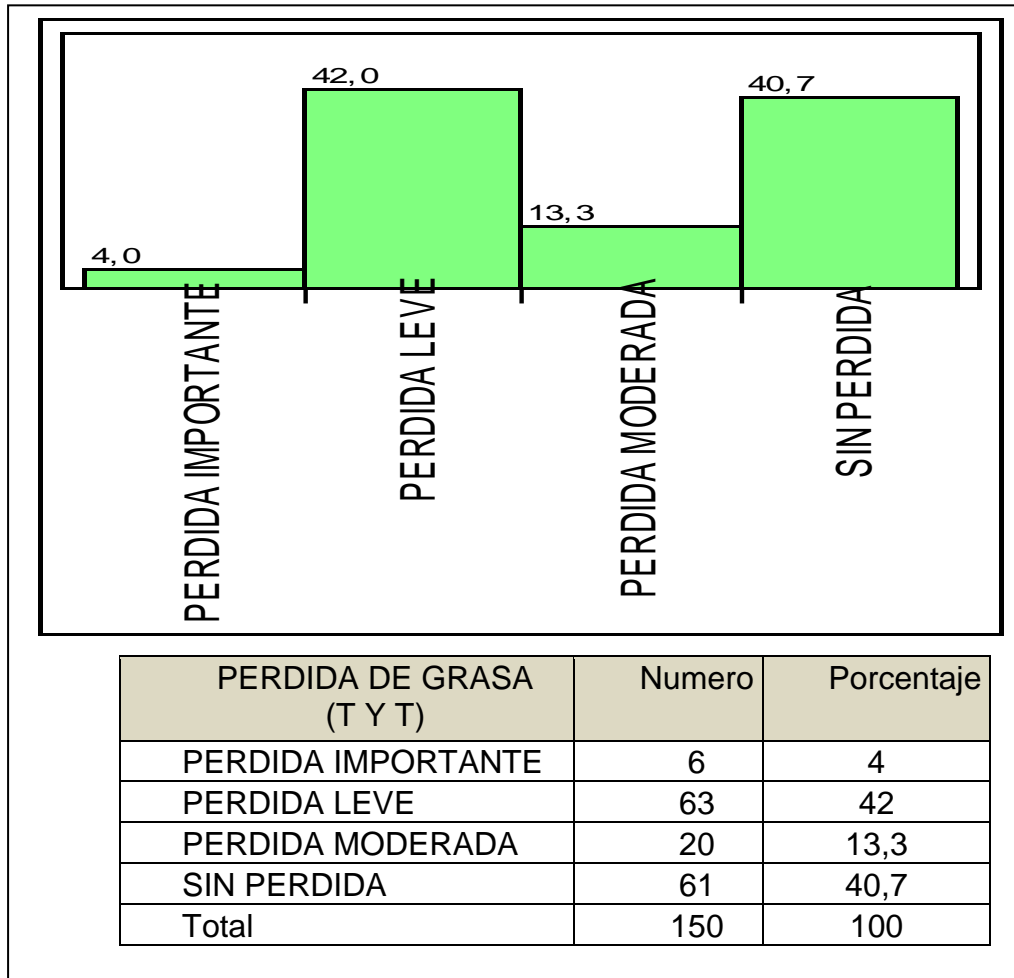 42,0
40,7
13,3
4,0
PERDIDA IMPORTANTE
PERDIDA LEVE
PERDIDA MODERADA
SIN PERDIDA
PERDIDA DE GRASA (T Y T) Numero Porcentaje
PERDIDA IMPORTANTE 6 4
PERDIDA LEVE 63 42
PERDIDA MODERADA 20 13,3
SIN PERDIDA 61 40,7
Total 150 100